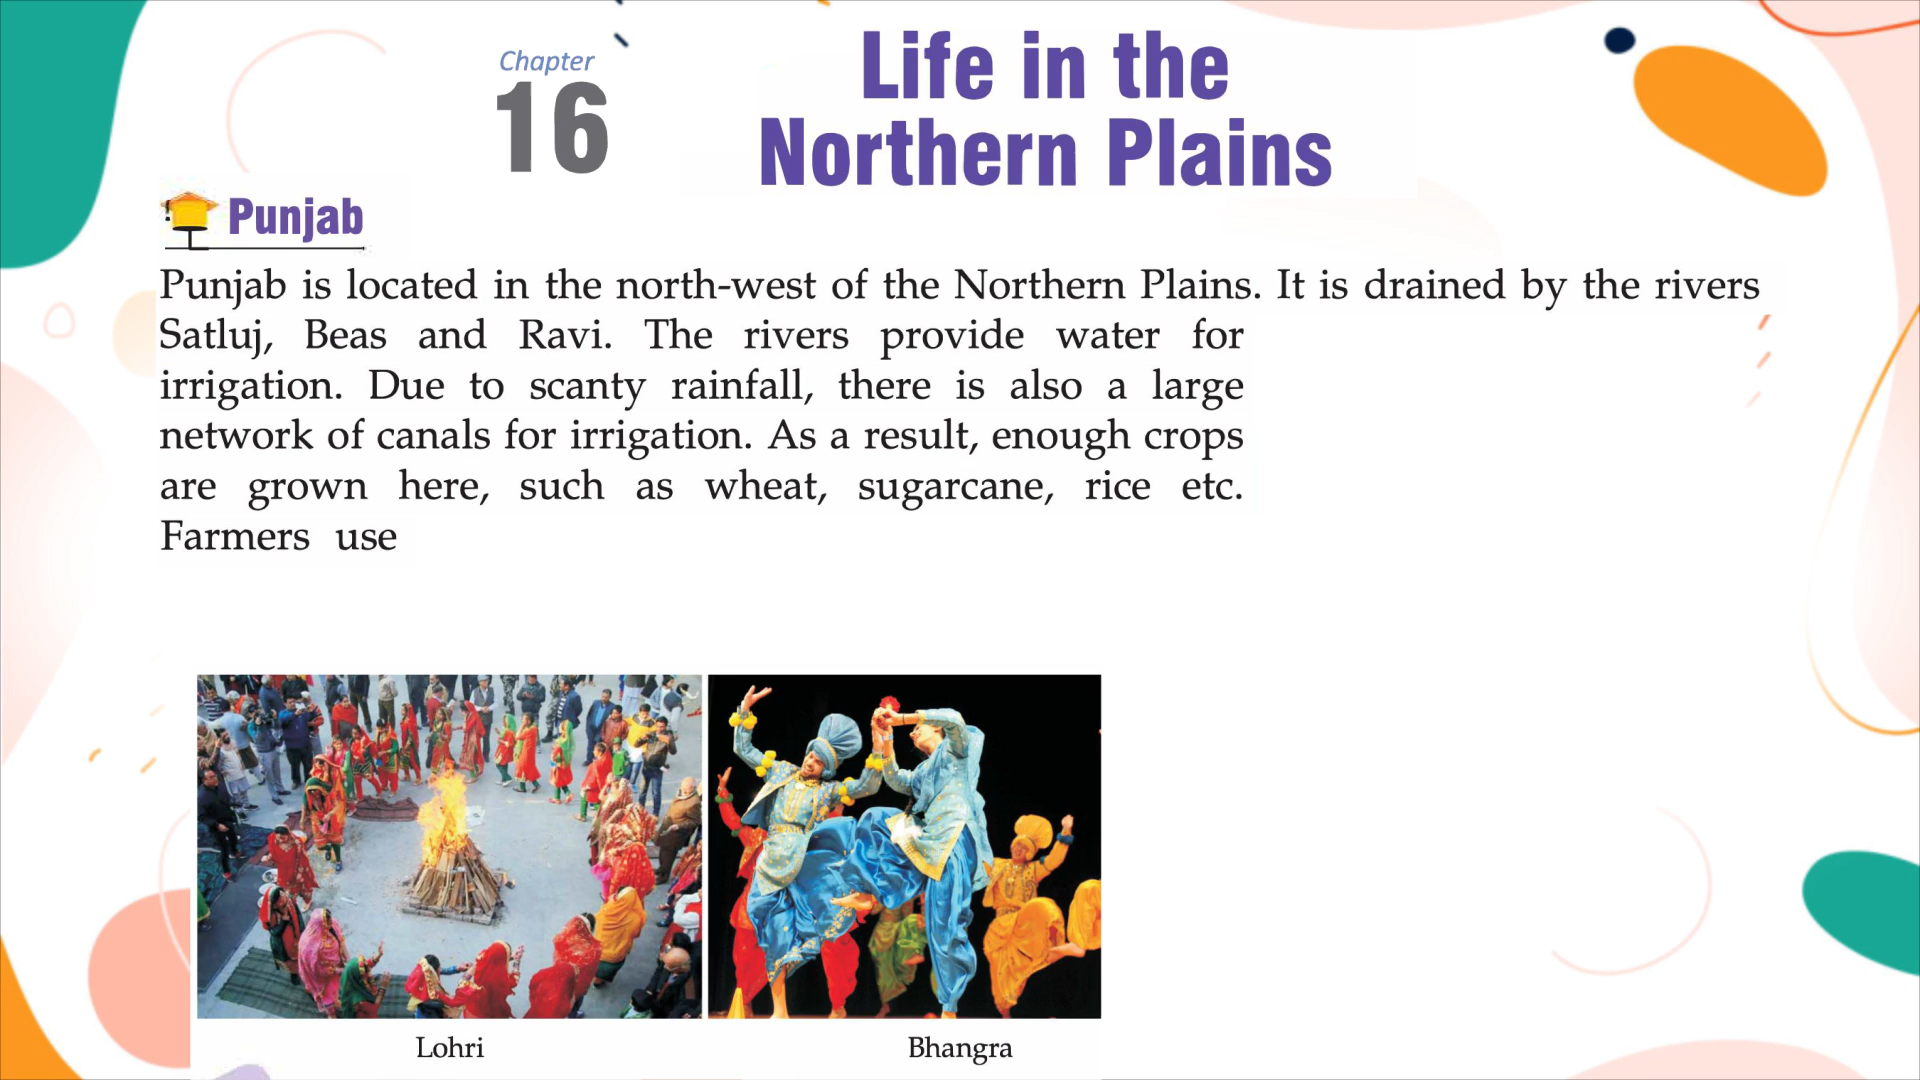 Chapter
16
Life in the
Northern Plains
Punjab
Punjab is located in the north-west of the Northern Plains. It is drained by the rivers
Satluj, Beas and Ravi. The rivers provide water for
irrigation. Due to scanty rainfall, there is also a large
network of canals for irrigation. As a result, enough crops
are grown here, such as wheat, sugarcane, rice etc.
Farmers use
Lohri
Bhangra